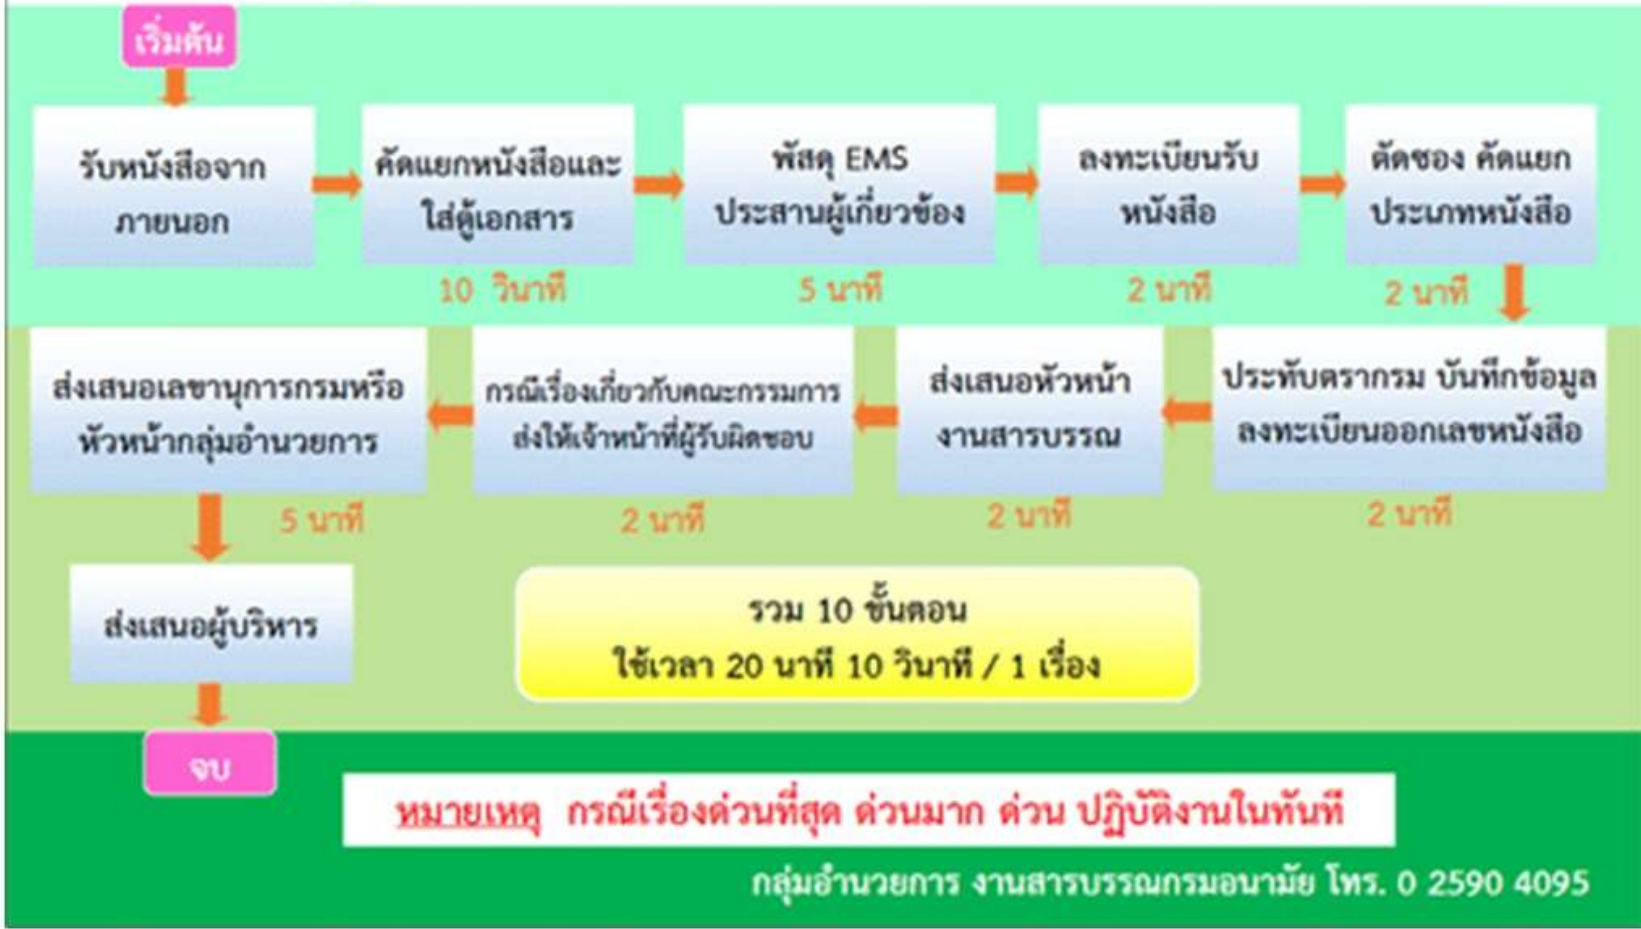 เริ่มต้น
รับหนังสือจาก
ภายนอก
คัดแยกหนังสือและ
ใส่ตู้เอกสาร
10 วินาที
พัสดุ EMS
ประสานผู้เกี่ยวข้อง
5 นาที
ลงทะเบียนรับ
หนังสือ
2 นาที
ตัดซอง คัดแยก
ประเภทหนังสือ
2 นาที
ประทับตรากรม บันทึกข้อมูล
ลงทะเบียนออกเลขหนังสือ
2 นาที
ส่งเสนอหัวหน้า
งานสารบรรณ
2 นาที
กรณีเรื่องเกี่ยวกับคณะกรรมการ
ส่งให้เจ้าหน้าที่ผู้รับผิดชอบ
2 นาที
ส่งเสนอเลขานุการกรมหรือ
หัวหน้ากลุ่มอำนวยการ
5 นาที
ส่งเสนอผู้บริหาร
รวม 10 ขั้นตอน
ใช้เวลา 20 นาที 10 วินาที / 1 เรื่อง
จบ
หมายเหตุ กรณีเรื่องด่วนที่สุด ด่วนมาก ด่วน ปฏิบัติงานในทันที
กลุ่มอำนวยการ งานสารบรรณกรมอนามัย โทร. 0 2590 4095